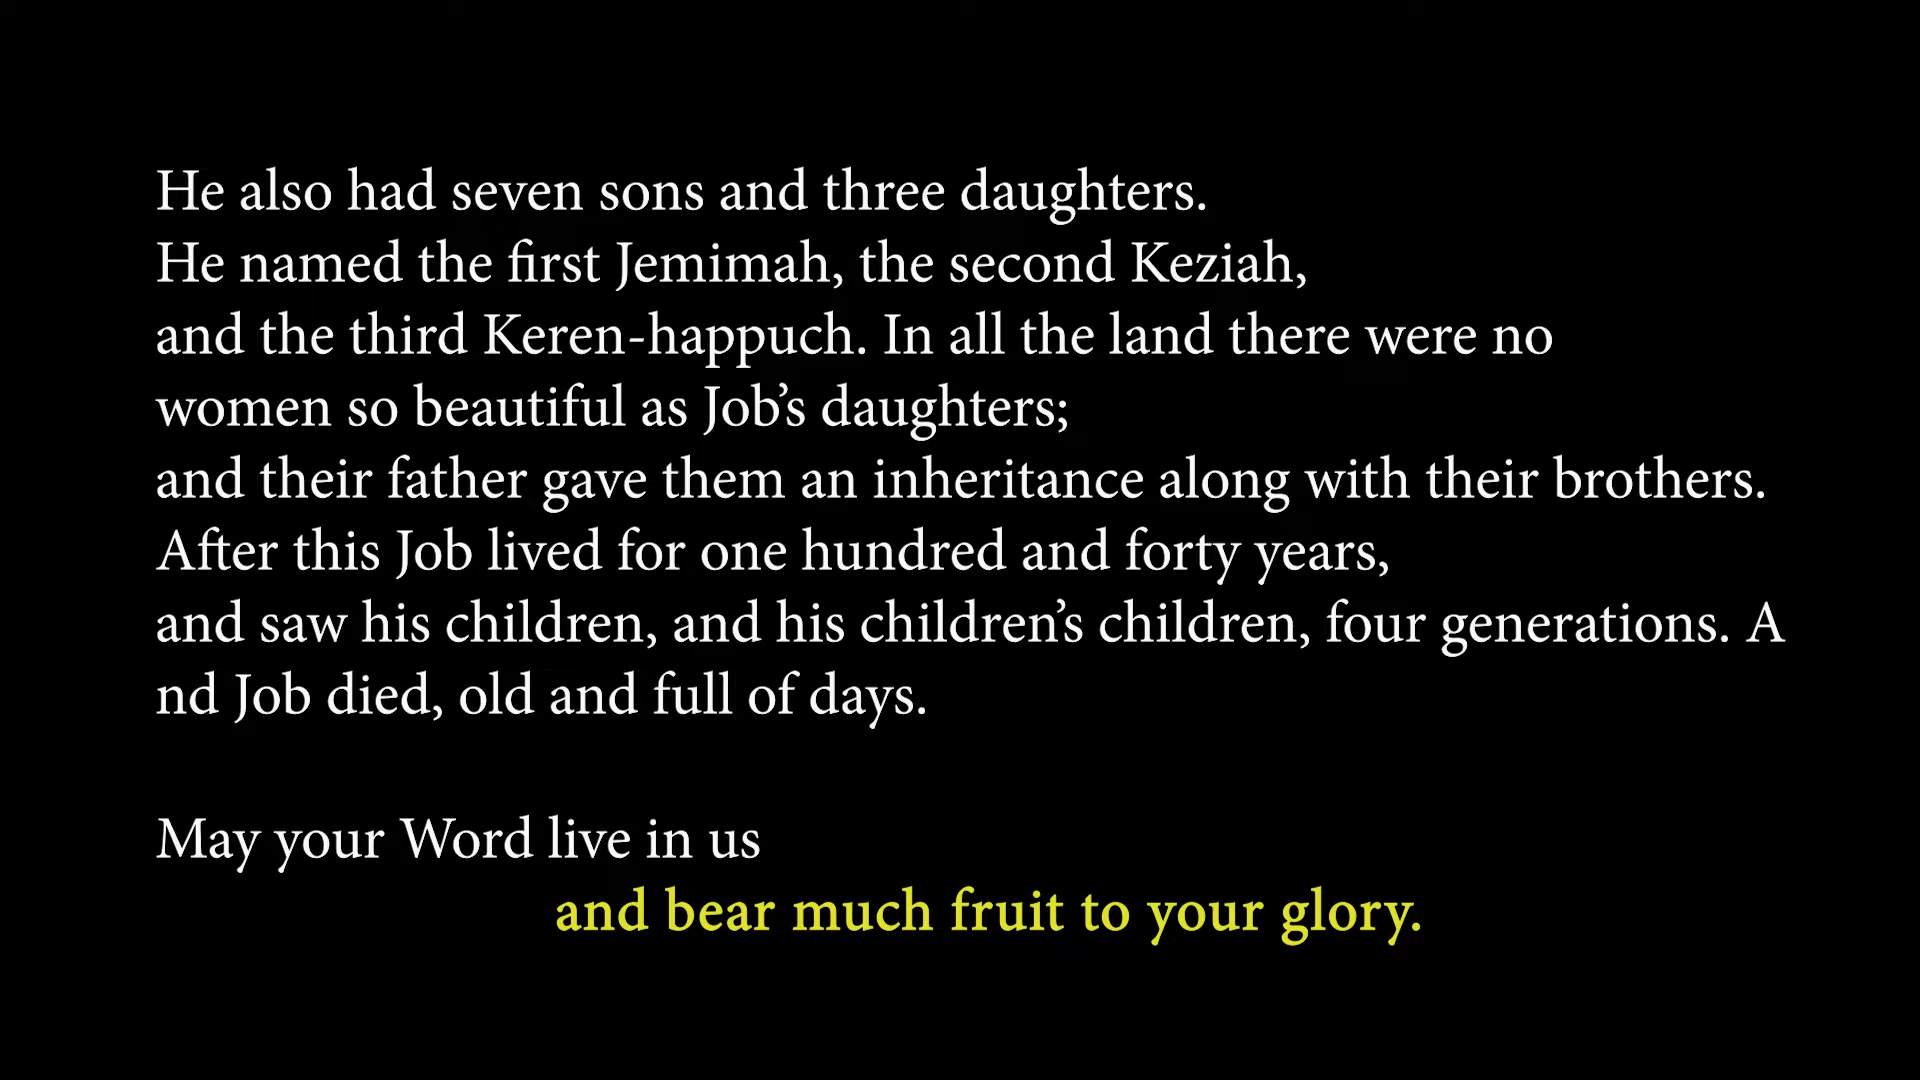 He also had seven sons and three daughters.
He named the first Jemimah, the second Keziah,
and the third Keren-happuch. In all the land there were no
women so beautiful as Job’s daughters;
and their father gave them an inheritance along with their brothers.
After this Job lived for one hundred and forty years,
and saw his children, and his children’s children, four generations. A
nd Job died, old and full of days.
May your Word live in us
and bear much fruit to your glory.